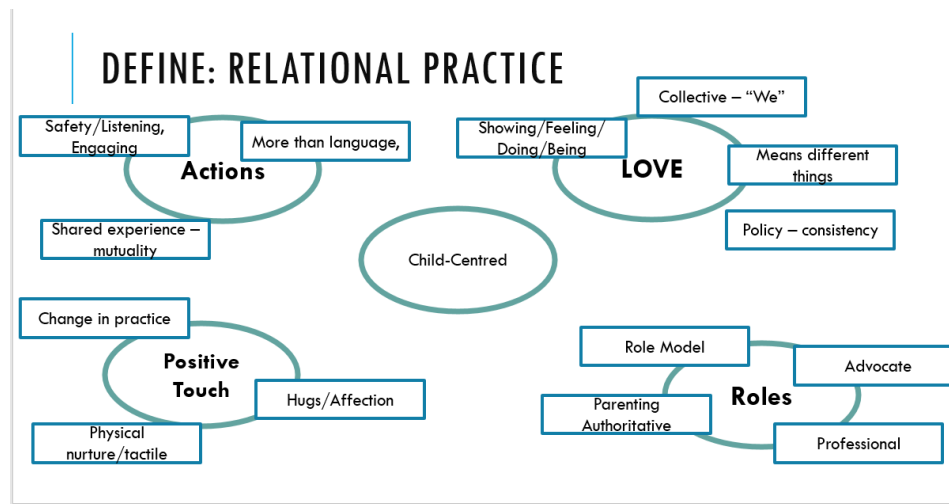 DEFINE: RELATIONAL PRACTICE
Safety/Listening,
Engaging
More than language,
Actions
Shared experience –
mutuality
Collective – “We”
Showing/Feeling/
Doing/Being
LOVE
Means different
things
Policy – consistency
Child-Centred
Change in practice
Positive
Touch
Hugs/Affection
Physical
nurture/tactile
Role Model
Advocate
Roles
Parenting
Authoritative
Professional